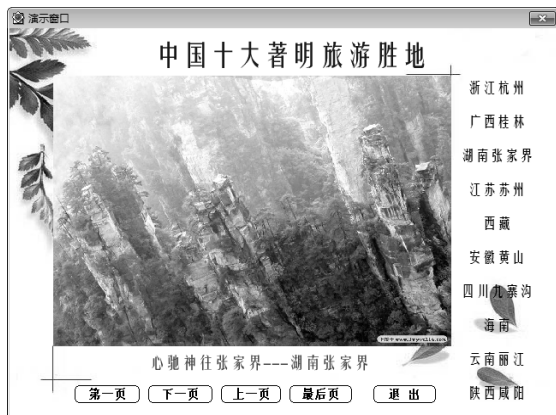 演示窗口
中国十大著明旅游胜地
浙江杭州
广西桂林
湖南张家界
江苏苏州
西藏
安徽黄山
四川九寨沟
海南
云南丽江
陕西咸阳
心驰神往张家界---湖南张家界
第一页 下一页 上一页 最后页 退 出